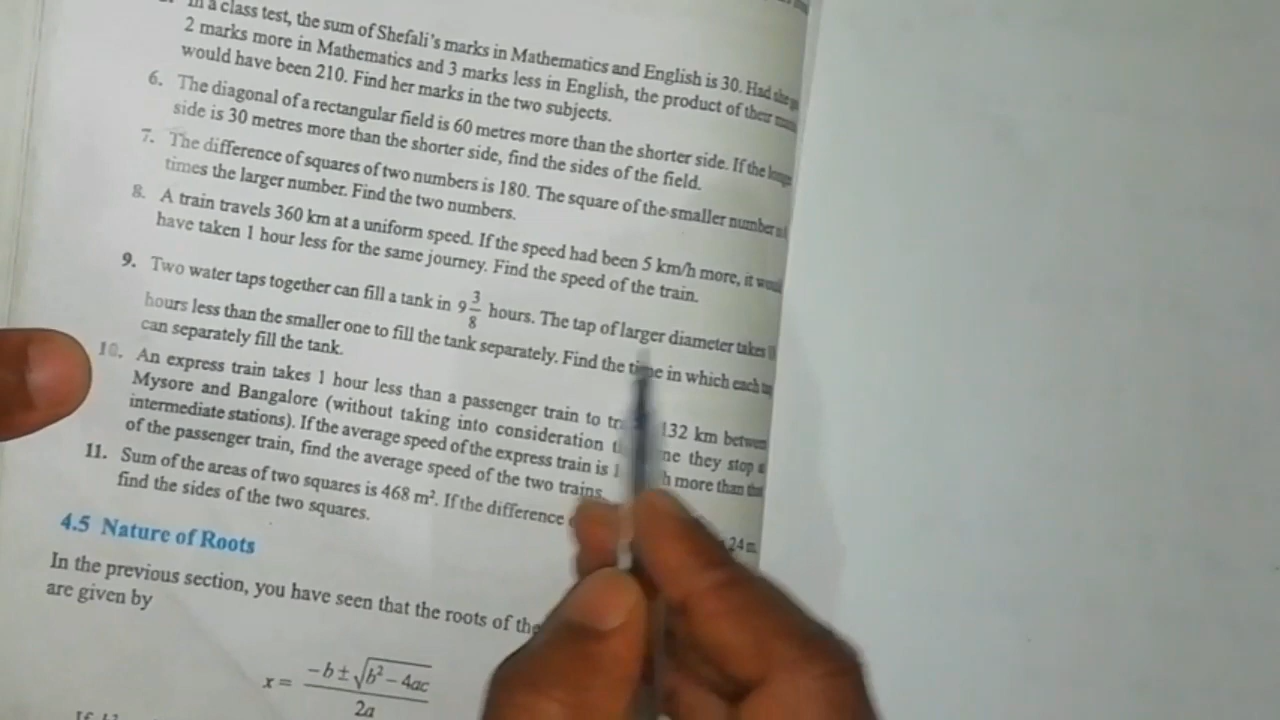 In a class test, the sum of Shefali's marks in Mathematics and English is 30. Had she
2 marks more in Mathematics and 3 marks less in English, the product of their
would have been 210. Find her marks in the two subjects.
6. The diagonal of a rectangular field is 60 metres more than the shorter side. If the
side is 30 metres more than the shorter side, find the sides of the field.
7. The difference of squares of two numbers is 180. The square of the smaller number
times the larger number. Find the two numbers.
8. A train travels 360 km at a uniform speed. If the speed had been 5 km/h more, it
have taken 1 hour less for the same journey. Find the speed of the train.
9. Two water taps together can fill a tank in 9 3/8 hours. The tap of larger diameter takes
hours less than the smaller one to fill the tank separately. Find the time in which each
can separately fill the tank.
10. An express train takes 1 hour less than a passenger train to 132 km between
Mysore and Bangalore (without taking into consideration they stop
intermediate stations). If the average speed of the express train is more than that
of the passenger train, find the average speed of the two trains.
11. Sum of the areas of two squares is 468 m². If the difference 24 m,
find the sides of the two squares.
4.5 Nature of Roots
In the previous section, you have seen that the roots of the
are given by
x = (-b ± √(b² - 4ac)) / 2a